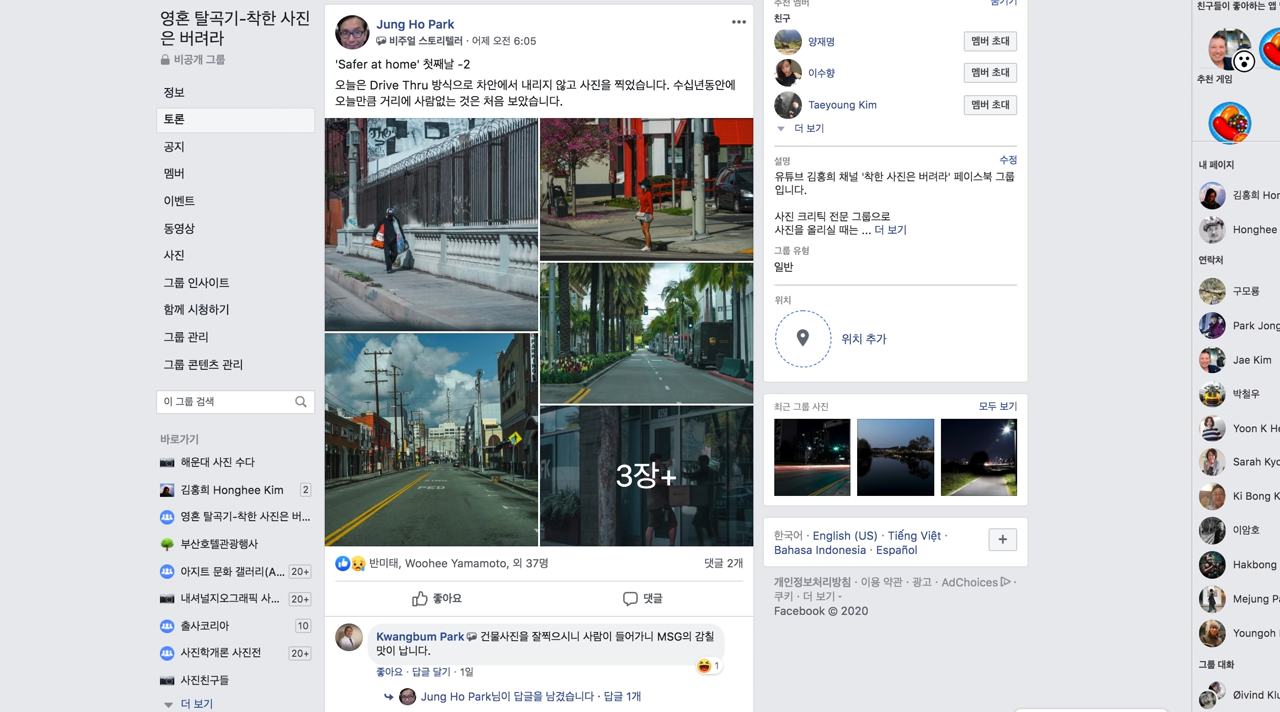 영혼 탈곡기-착한 사진
은 버려라
비공개 그룹
정보
토론
공지
멤버
이벤트
동영상
사진
그룹 인사이트
함께 시청하기
그룹 관리
그룹 콘텐츠 관리
이 그룹 검색
바로가기
해운대 사진 수다
김홍희 Honghee Kim 2
영혼 탈곡기-착한 사진은 버...
부산호텔관광행사
아지트 문화 갤러리(A... 20+
내셔널지오그래픽 사... 20+
출사코리아 10
사진학개론 사진전 20+
사진친구들
더 보기
Jung Ho Park
비주얼 스토리텔러 · 어제 오전 6:05
'Safer at home' 첫째날 -2
오늘은 Drive Thru 방식으로 차안에서 내리지 않고 사진을 찍었습니다. 수십년동안에
오늘만큼 거리에 사람없는 것은 처음 보았습니다.
PED
3장+
반미태, Woohee Yamamoto, 외 37명
댓글 2개
좋아요
댓글
Kwangbum Park 건물사진을 잘찍으시니 사람이 들어가니 MSG의 감칠
맛이 납니다.
1
좋아요 · 답글 달기 · 1일
Jung Ho Park님이 답글을 남겼습니다 · 답글 1개
추천 멤버
숨기기
친구
양재명
멤버 초대
이수향
멤버 초대
Taeyoung Kim
멤버 초대
더 보기
설명
수정
유튜브 김홍희 채널 '착한 사진은 버려라' 페이스북 그룹
입니다.
사진 크리틱 전문 그룹으로
사진을 올리실 때는 ... 더 보기
그룹 유형
일반
위치
위치 추가
최근 그룹 사진
모두 보기
한국어 · English (US) · Tiếng Việt ·
Bahasa Indonesia · Español
+
개인정보처리방침 · 이용 약관 · 광고 · AdChoices ·
쿠키 · 더 보기
Facebook © 2020
친구들이 좋아하는 앱
추천 게임
내 페이지
김홍희 Hon
Honghee
연락처
구모룡
Park Jong
Jae Kim
박철우
Yoon K He
Sarah Kyo
Ki Bong K
이암호
Hakbong
Mejung Pa
Youngoh
그룹 대화
Øivind Klu